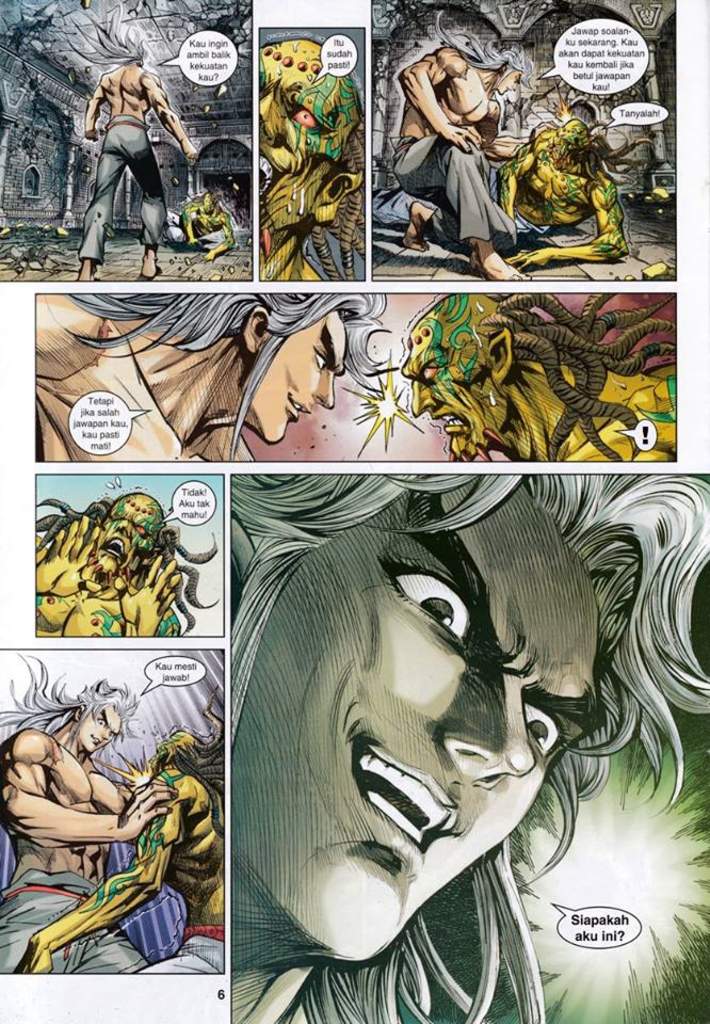 Kau ingin
ambil balik
kekuatan
kau?
Itu
sudah
pasti!
Jawap soalan-
ku sekarang. Kau
akan dapat kekuatan
kau kembali jika
betul jawapan
kau!
Tanyalah!
Tetapi
jika salah
jawapan kau,
kau pasti
mati!
!
Tidak!
Aku tak
mahu!
Kau mesti
jawab!
Siapakah
aku ini?
6